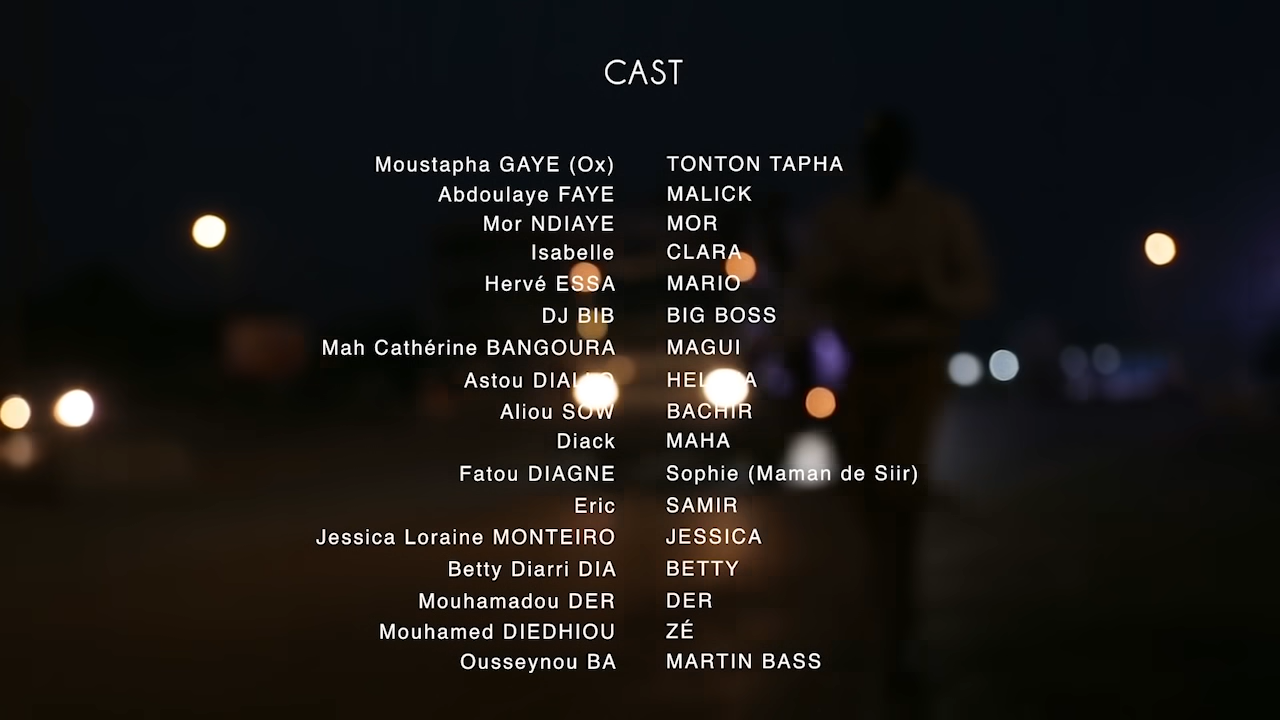 CAST
Moustapha GAYE (Ox) TONTON TAPHA
Abdoulaye FAYE MALICK
Mor NDIAYE MOR
Isabelle CLARA
Hervé ESSA MARIO
DJ BIB BIG BOSS
Mah Cathérine BANGOURA MAGUI
Astou DIALLO
Aliou SOW BACHIR
Diack MAHA
Fatou DIAGNE Sophie (Maman de Siir)
Eric SAMIR
Jessica Loraine MONTEIRO JESSICA
Betty Diarri DIA BETTY
Mouhamadou DER DER
Mouhamed DIEDHIOU ZÉ
Ousseynou BA MARTIN BASS